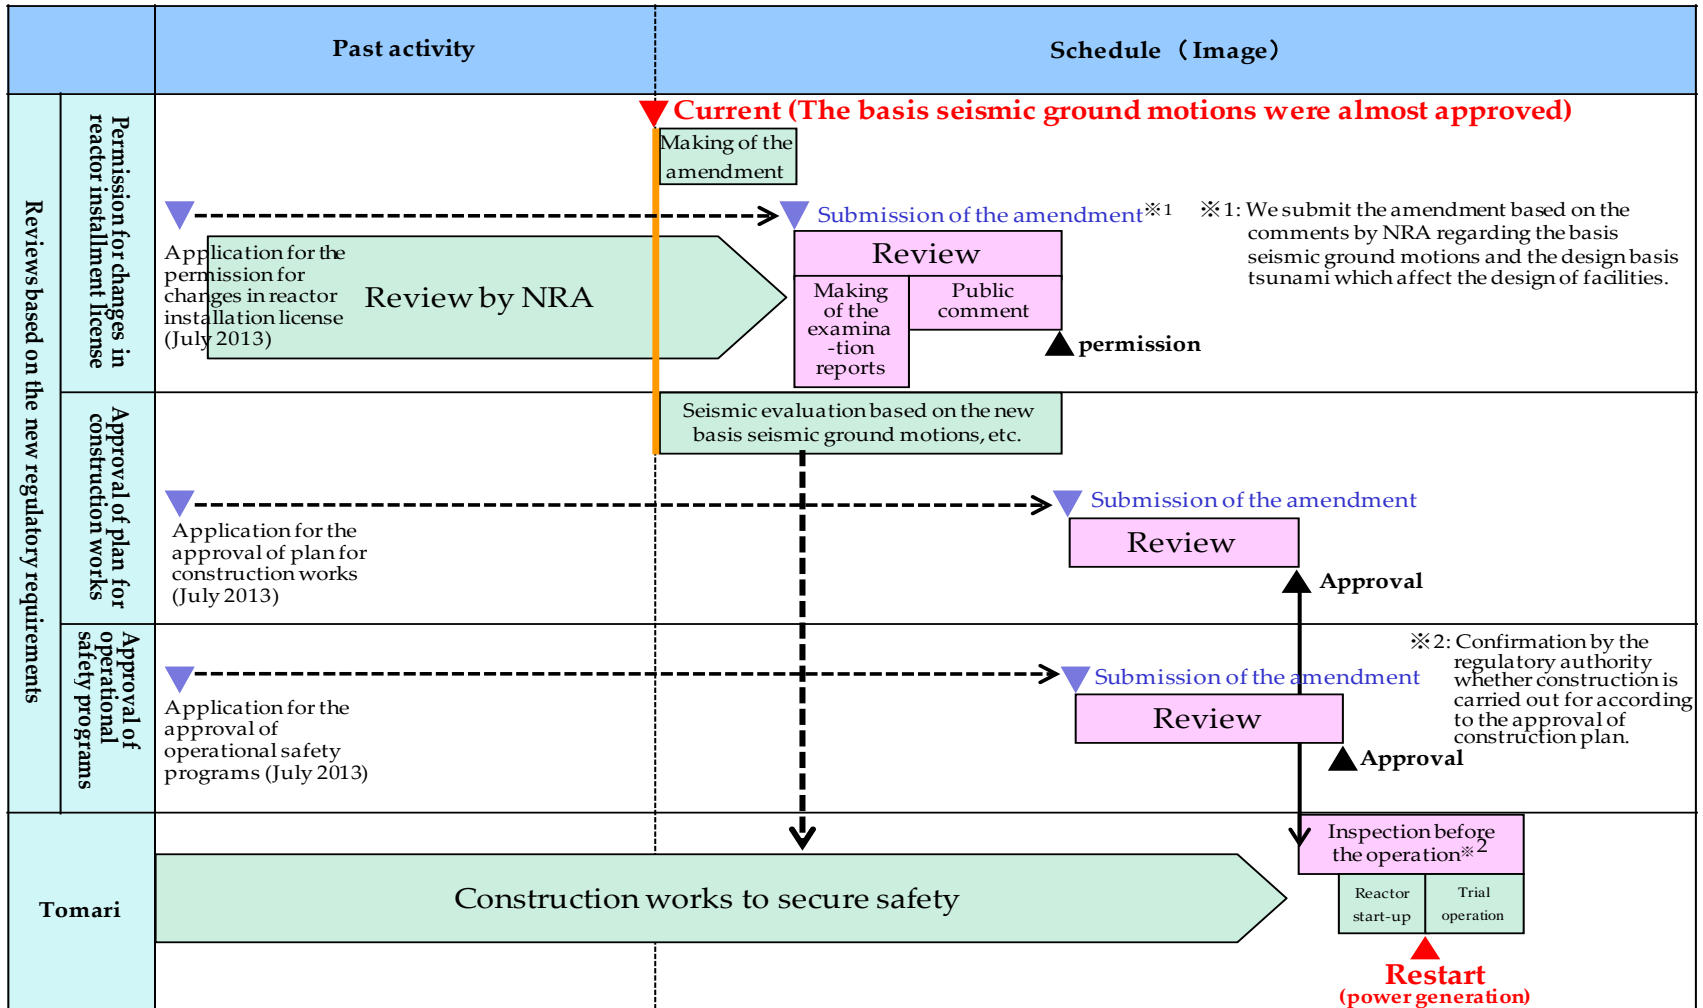 Past activity
Schedule（Image）
Reviews based on the new regulatory requirements
Permission for changes in
reactor installment license
Current (The basis seismic ground motions were almost approved)
Making of the
amendment
Submission of the amendment※1
Application for the
permission for
changes in reactor
installation license
(July 2013)
Review by NRA
Review
Making
of the
examina
-tion
reports
Public
comment
permission
※1: We submit the amendment based on the
comments by NRA regarding the basis
seismic ground motions and the design basis
tsunami which affect the design of facilities.
Approval of plan for
construction works
Seismic evaluation based on the new
basis seismic ground motions, etc.
Submission of the amendment
Application for the
approval of plan for
construction works
(July 2013)
Review
Approval
Approval of
operational
safety programs
Submission of the amendment
Application for the
approval of
operational safety
programs (July 2013)
Review
Approval
※2: Confirmation by the
regulatory authority
whether construction is
carried out for according
to the approval of
construction plan.
Tomari
Construction works to secure safety
Inspection before
the operation※2
Reactor
start-up
Trial
operation
Restart
(power generation)